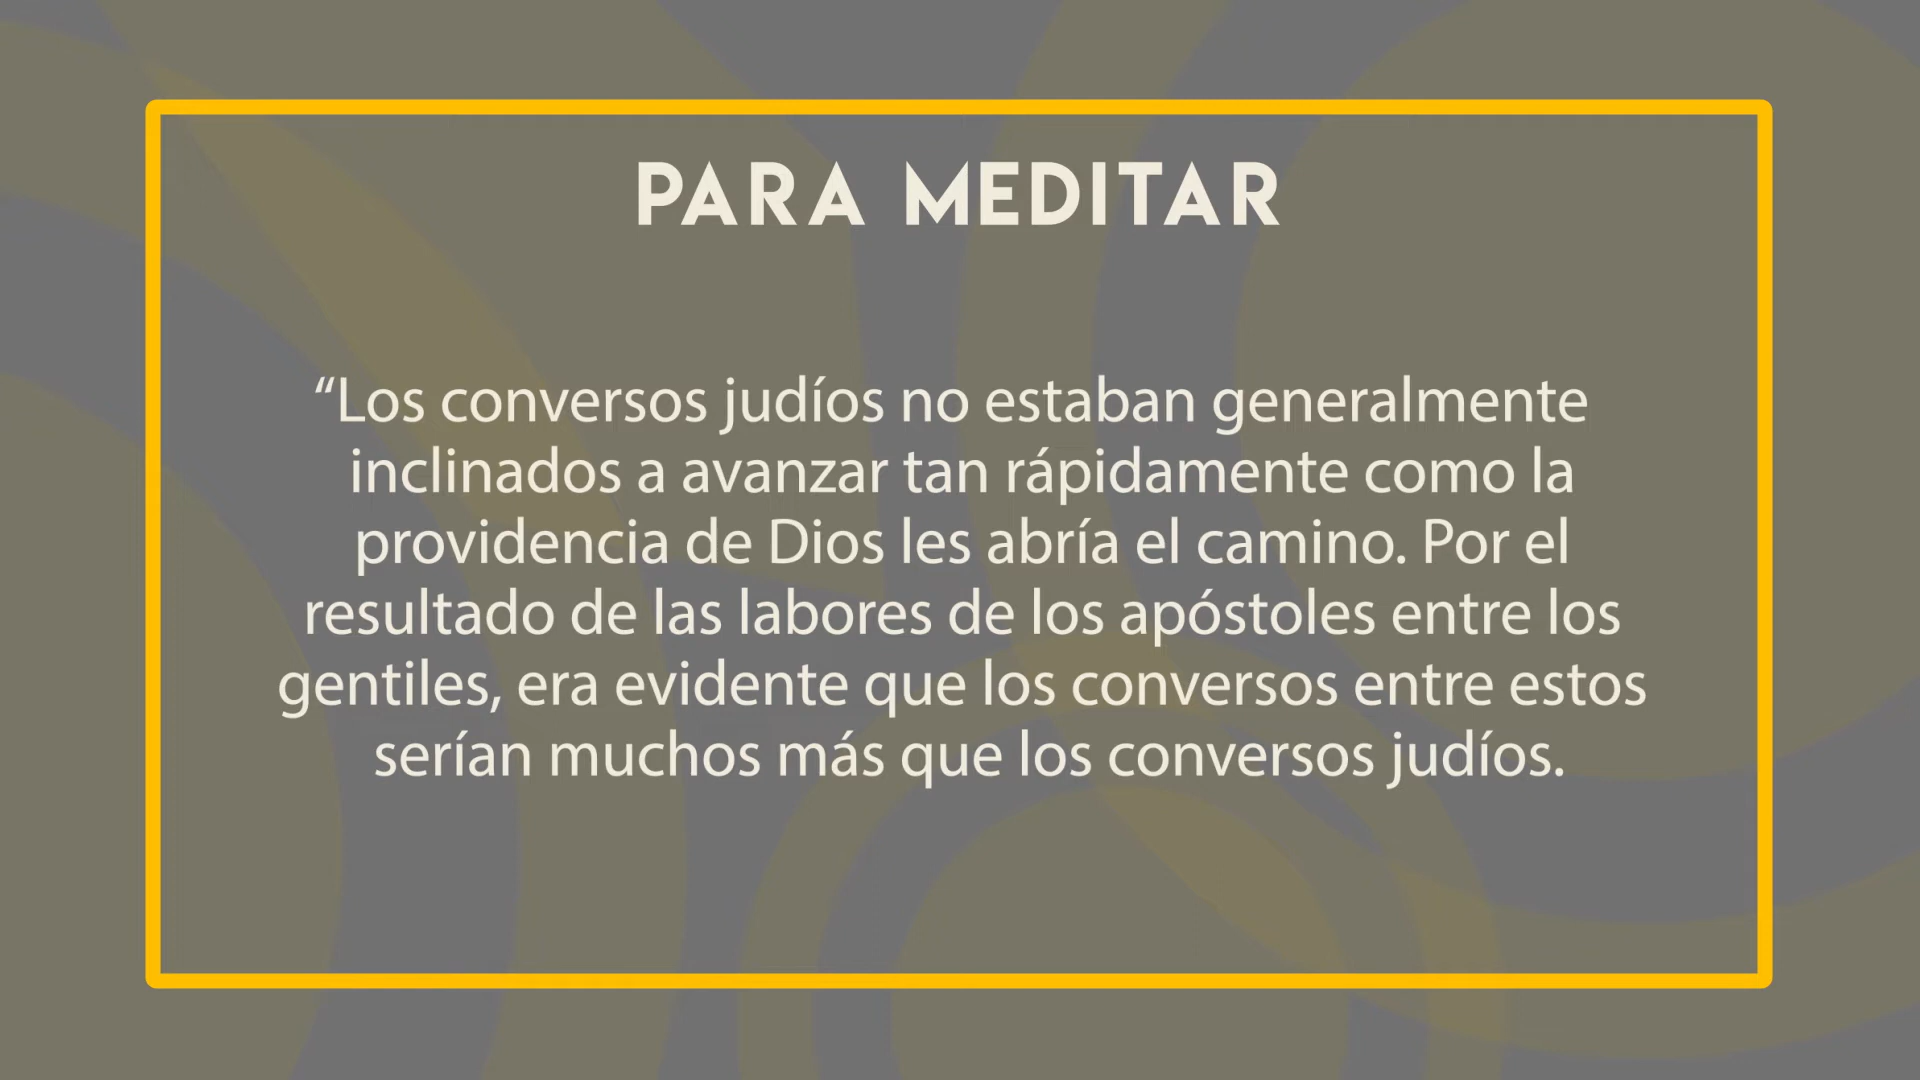 PARA MEDITAR
“Los conversos judíos no estaban generalmente
inclinados a avanzar tan rápidamente como la
providencia de Dios les abría el camino. Por el
resultado de las labores de los apóstoles entre los
gentiles, era evidente que los conversos entre estos
serían muchos más que los conversos judíos.